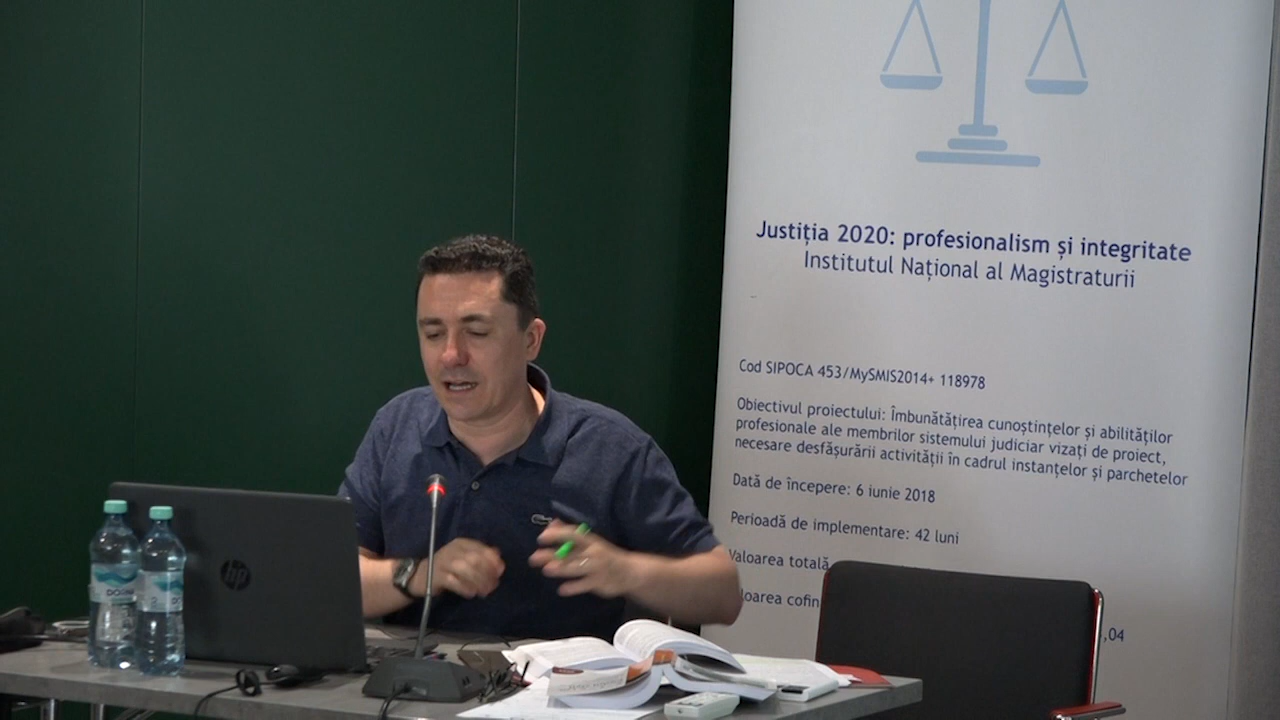 Justiția 2020: profesionalism și integritate
Institutul Național al Magistraturii
Cod SIPOCA 453/MySMIS2014+ 118978
Obiectivul proiectului: Îmbunătățirea cunoștințelor și abilităților
profesionale ale membrilor sistemului judiciar vizați de proiect,
necesare desfășurării activității în cadrul instanțelor și parchetelor
Dată de începere: 6 iunie 2018
Perioadă de implementare: 42 luni
Valoarea totală
,04
hp